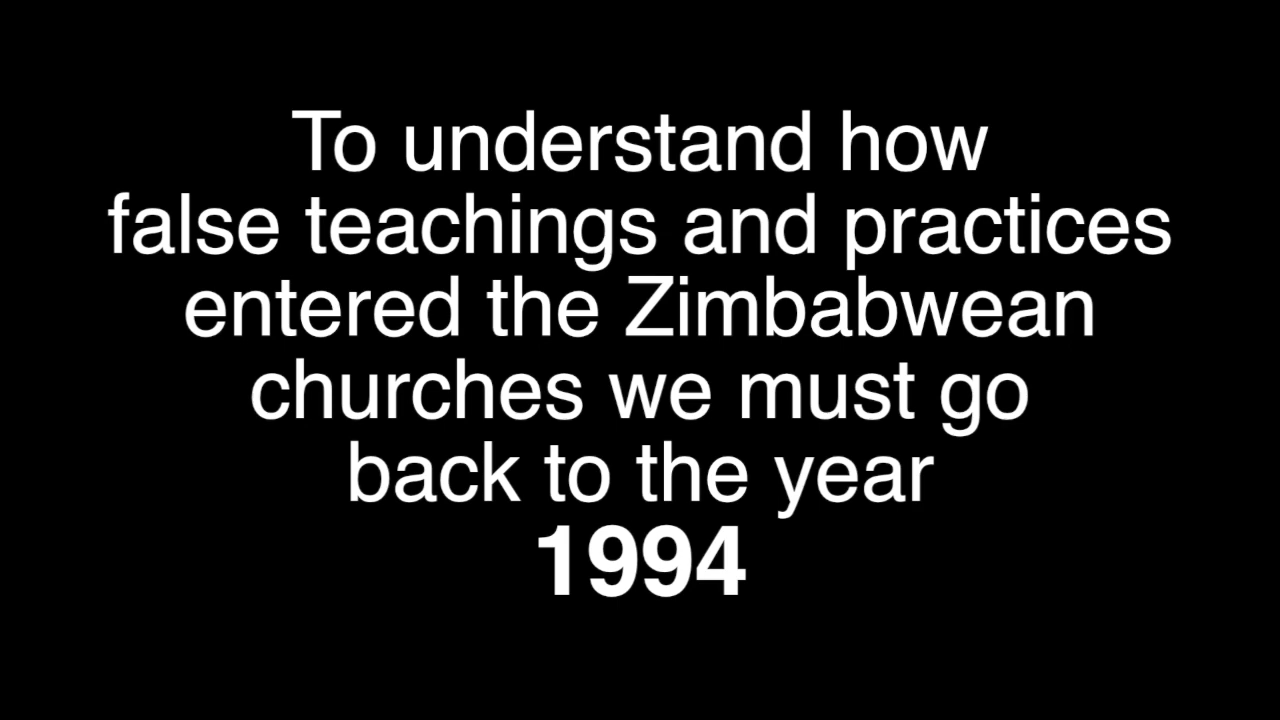 To understand how
false teachings and practices
entered the Zimbabwean
churches we must go
back to the year
1994